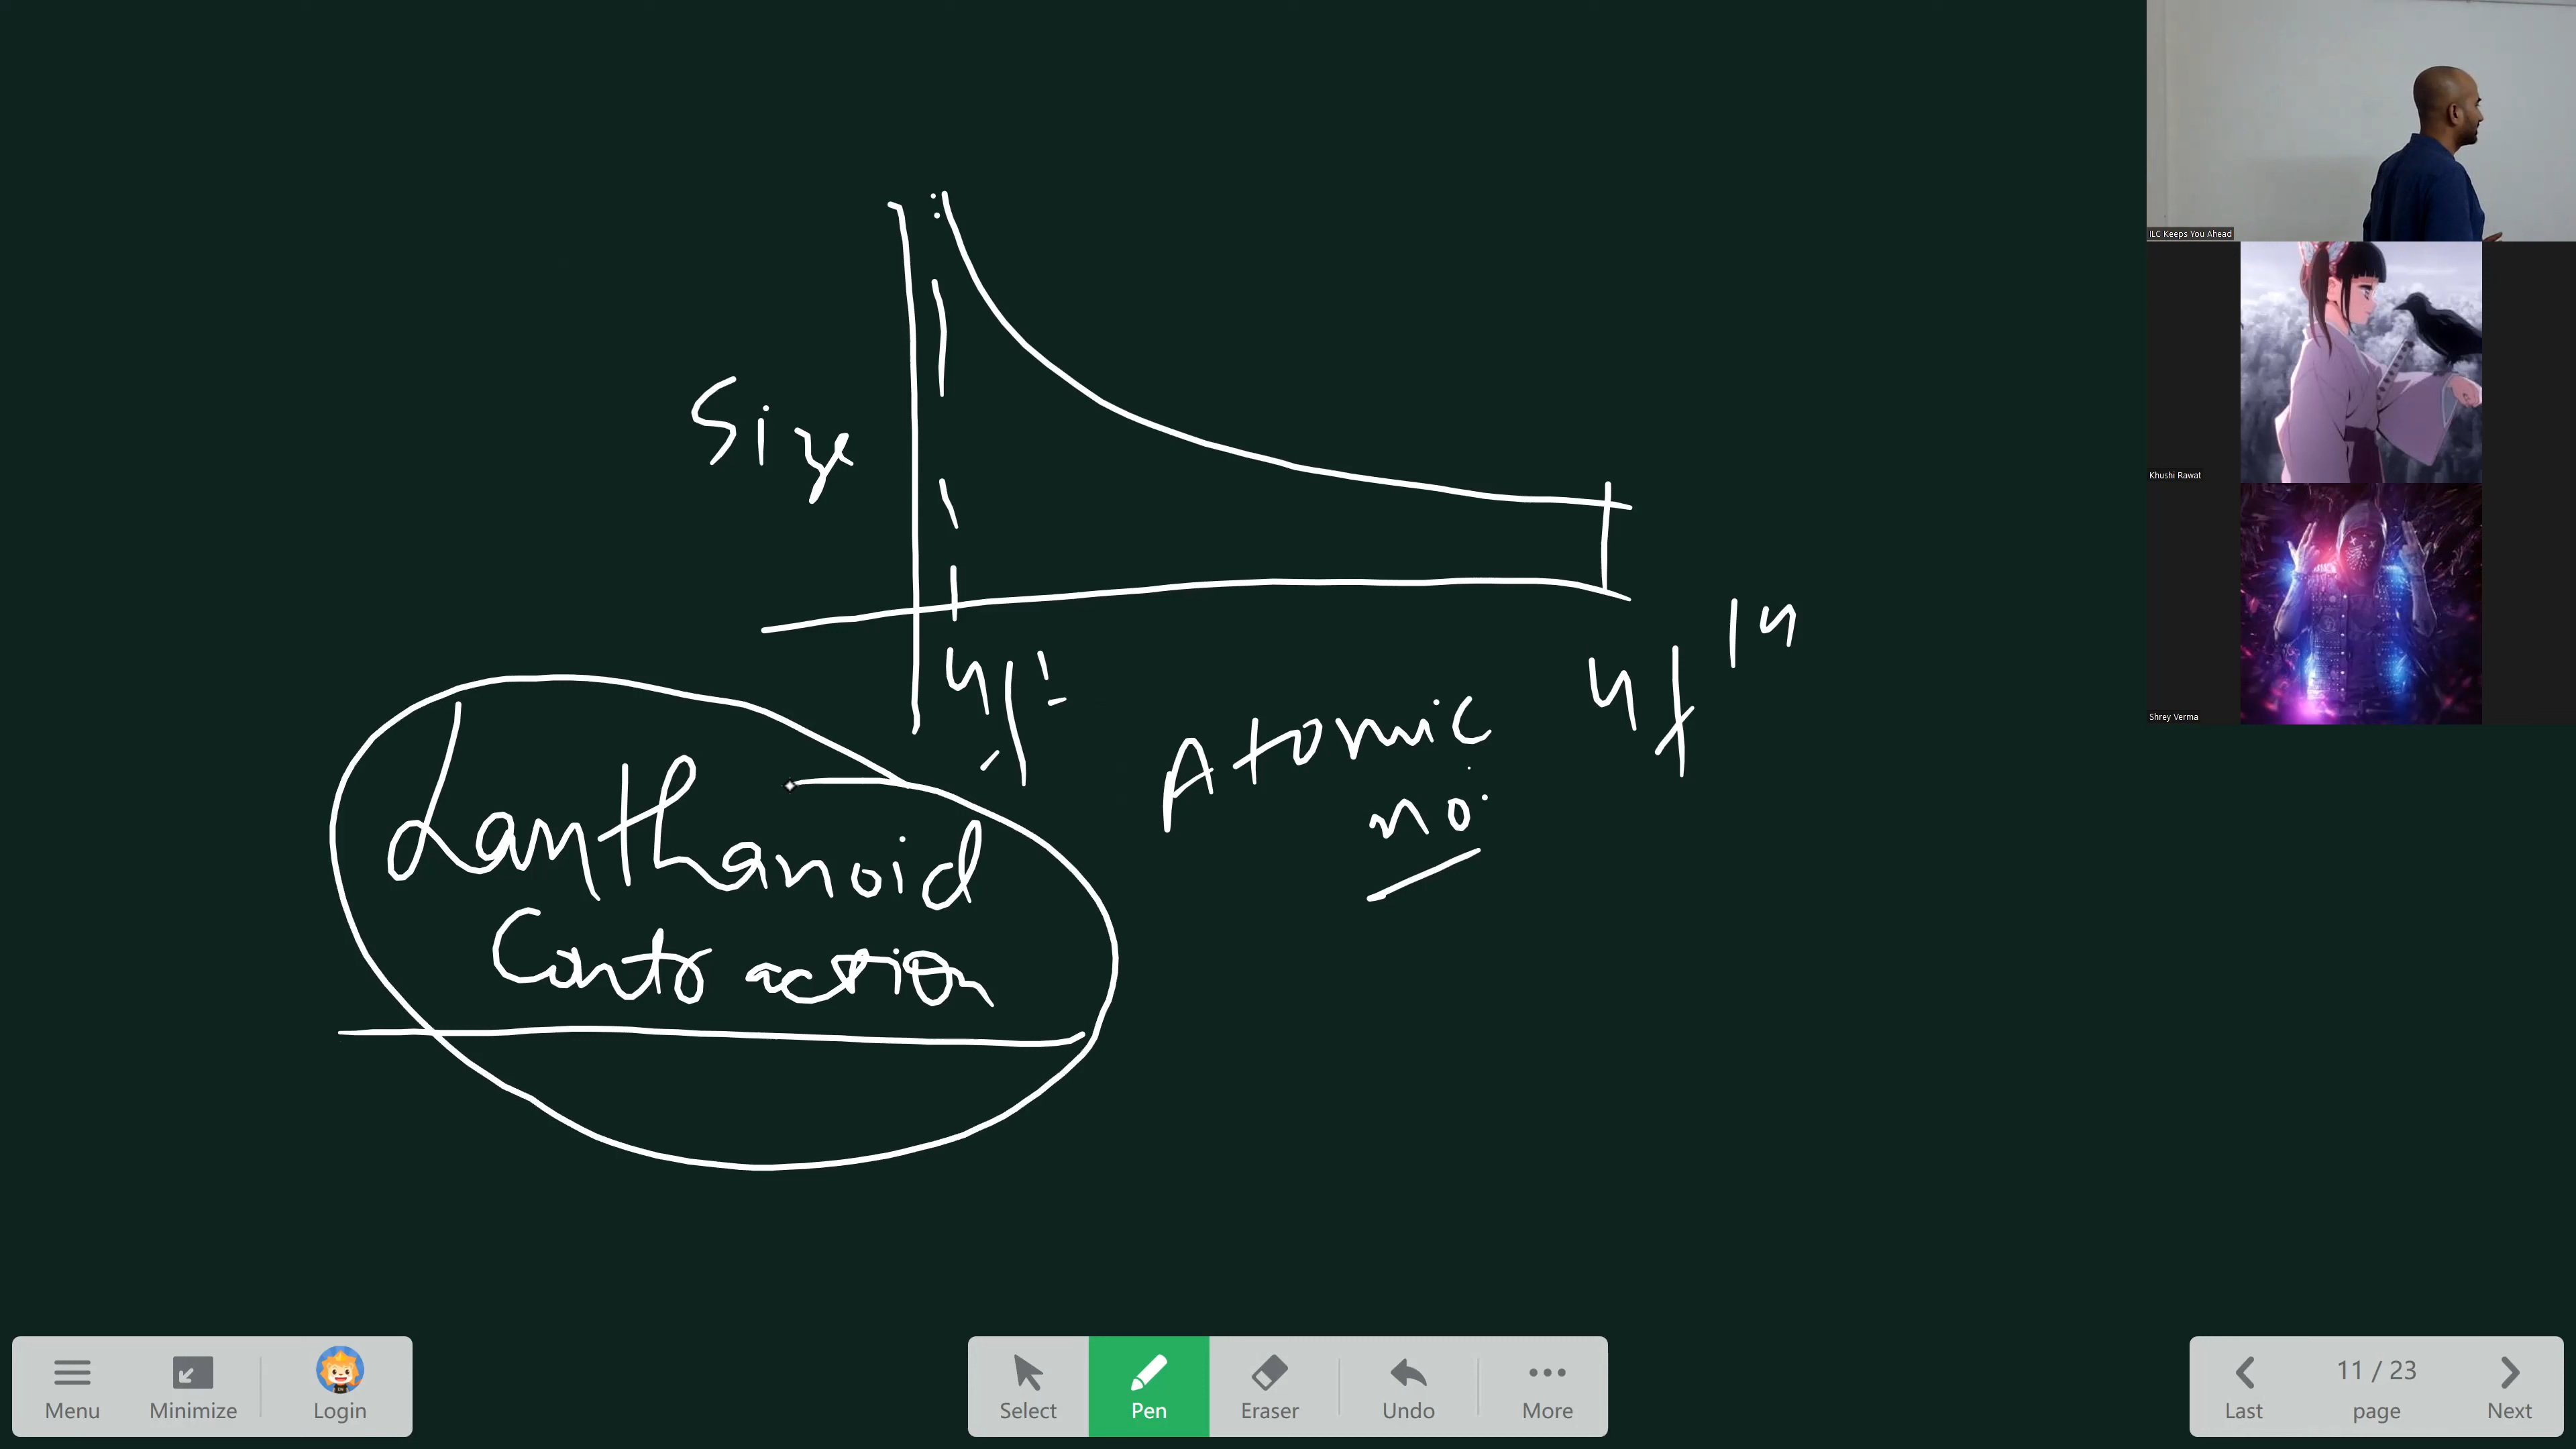 Size
4f1
4f14
Atomic
no.
Lanthanoid
Contraction
ILC Keeps You Ahead
Khushi Rawat
Shrey Verma
Menu
Minimize
Login
Select
Pen
Eraser
Undo
More
Last
11 / 23
page
Next